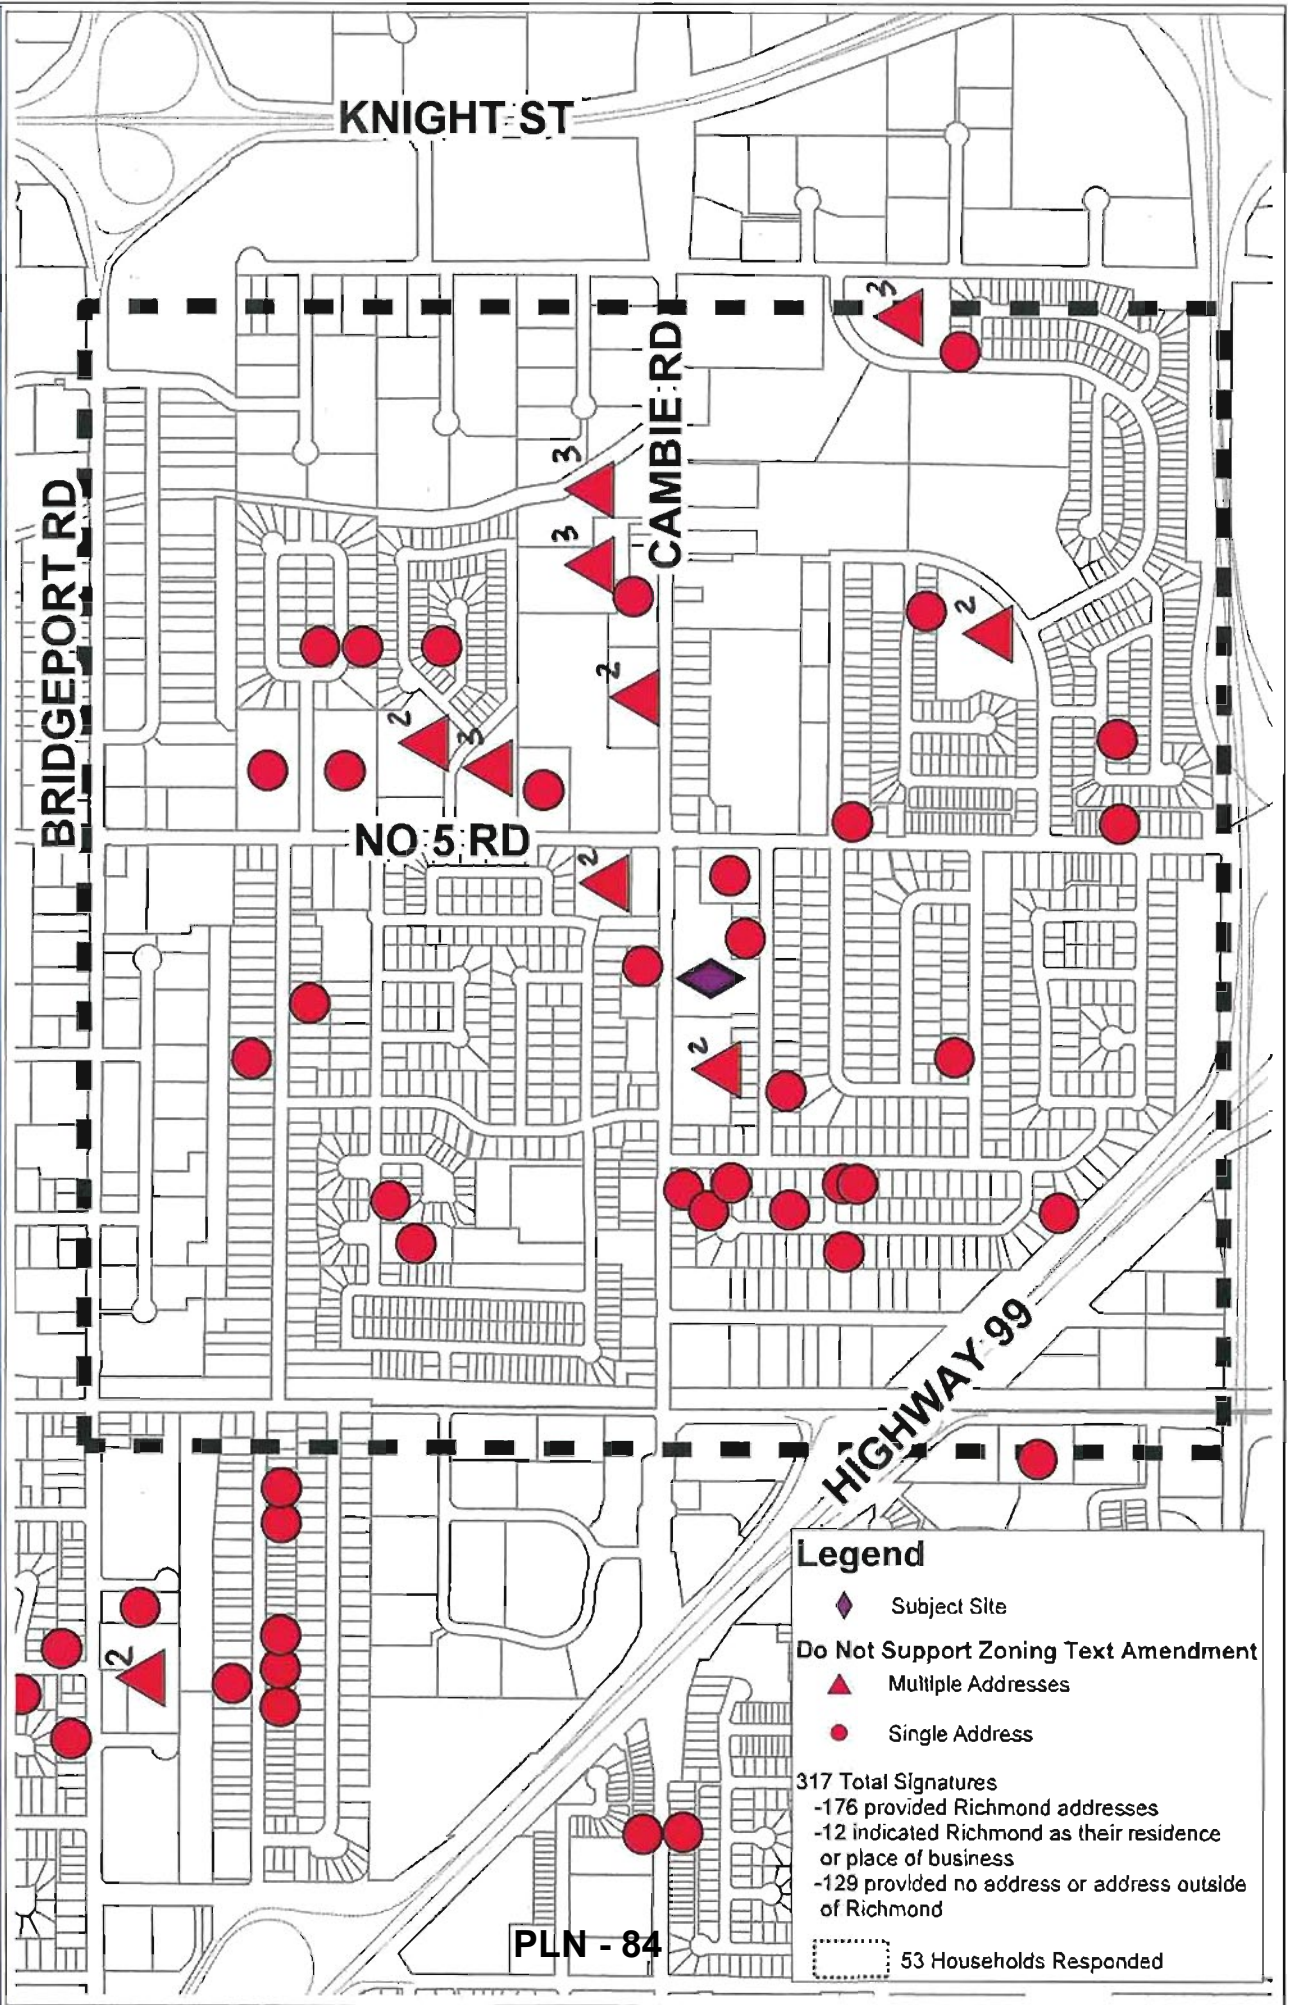 KNIGHT ST
3
CAMBIE RD
3
BRIDGEPORT RD
3
2
2
2
3
NO 5 RD
2
2
HIGHWAY 99
2
Legend
Subject Site
Do Not Support Zoning Text Amendment
Multiple Addresses
Single Address
317 Total Signatures
-176 provided Richmond addresses
-12 indicated Richmond as their residence
or place of business
-129 provided no address or address outside
of Richmond
53 Households Responded
PLN - 84